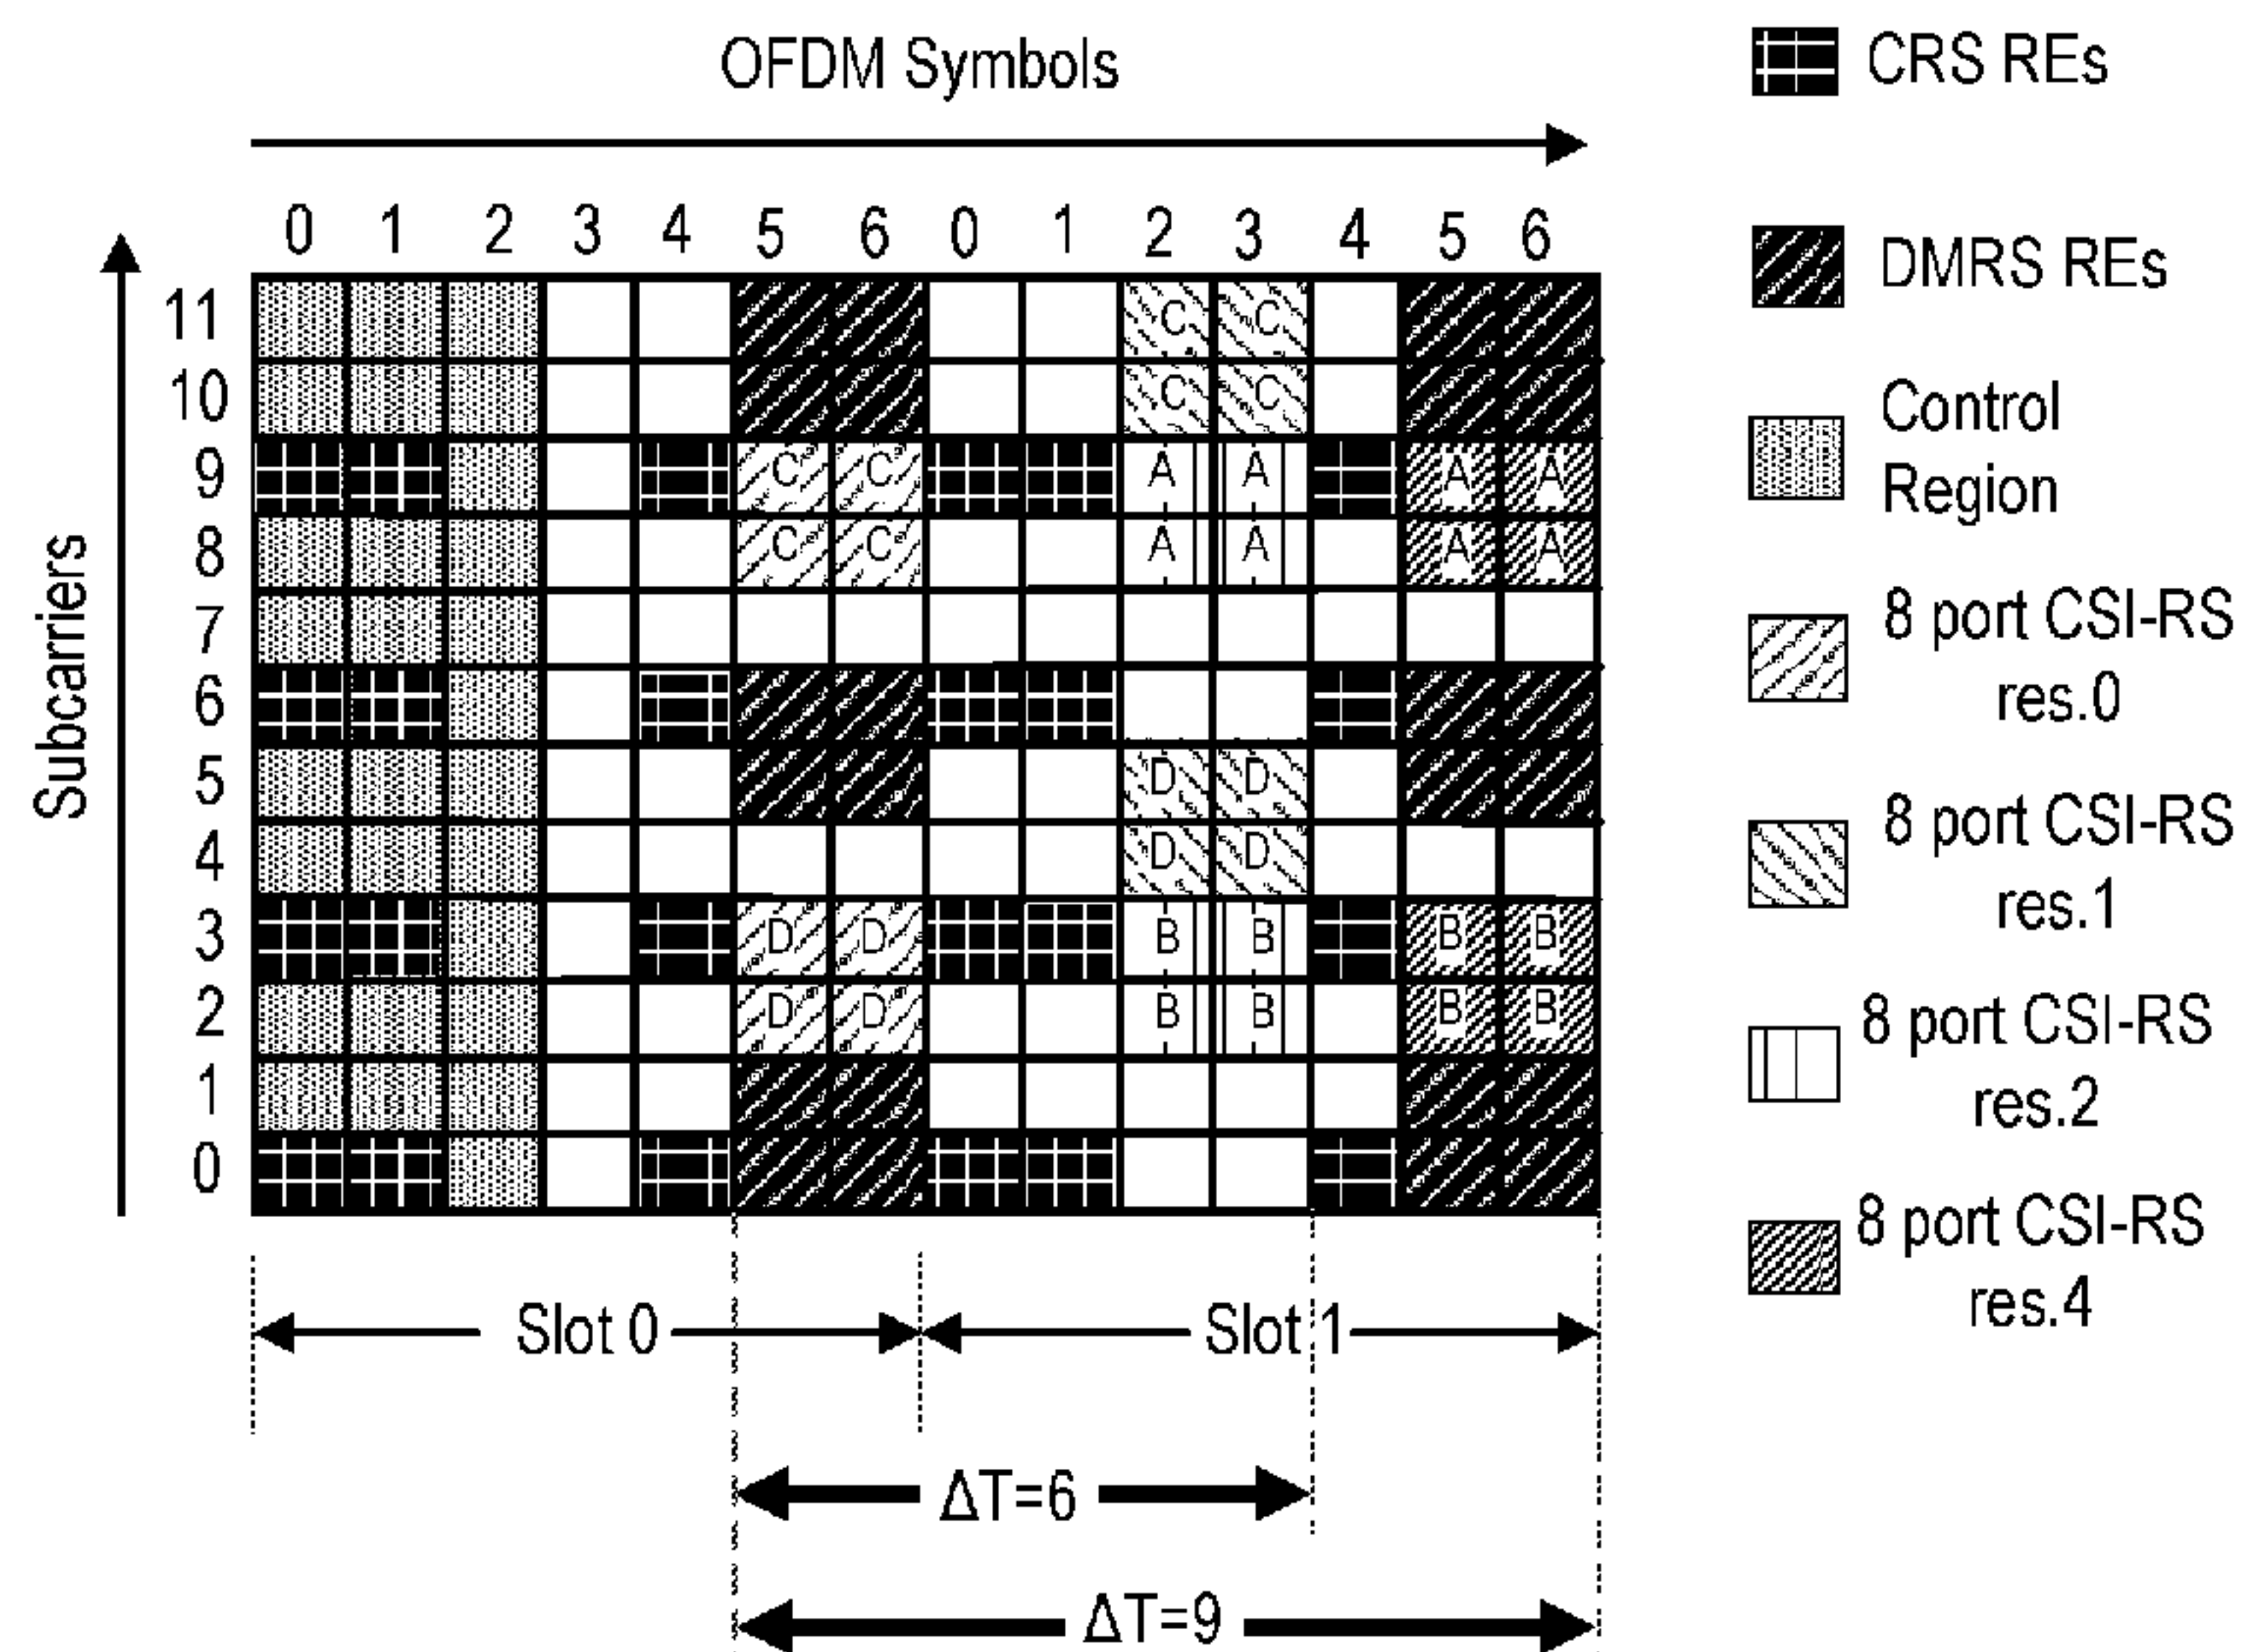 OFDM Symbols
0 1 2 3 4 5 6 0 1 2 3 4 5 6
Subcarriers
11 C C
10 C C
9 C C A A A A
8 C C A A A A
7
6
5 D D
4 D D
3 D D B B B B
2 D D B B B B
1
0
Slot 0 Slot 1
ΔT=6
ΔT=9
CRS REs
DMRS REs
Control
Region
8 port CSI-RS
res.0
8 port CSI-RS
res.1
8 port CSI-RS
res.2
8 port CSI-RS
res.4